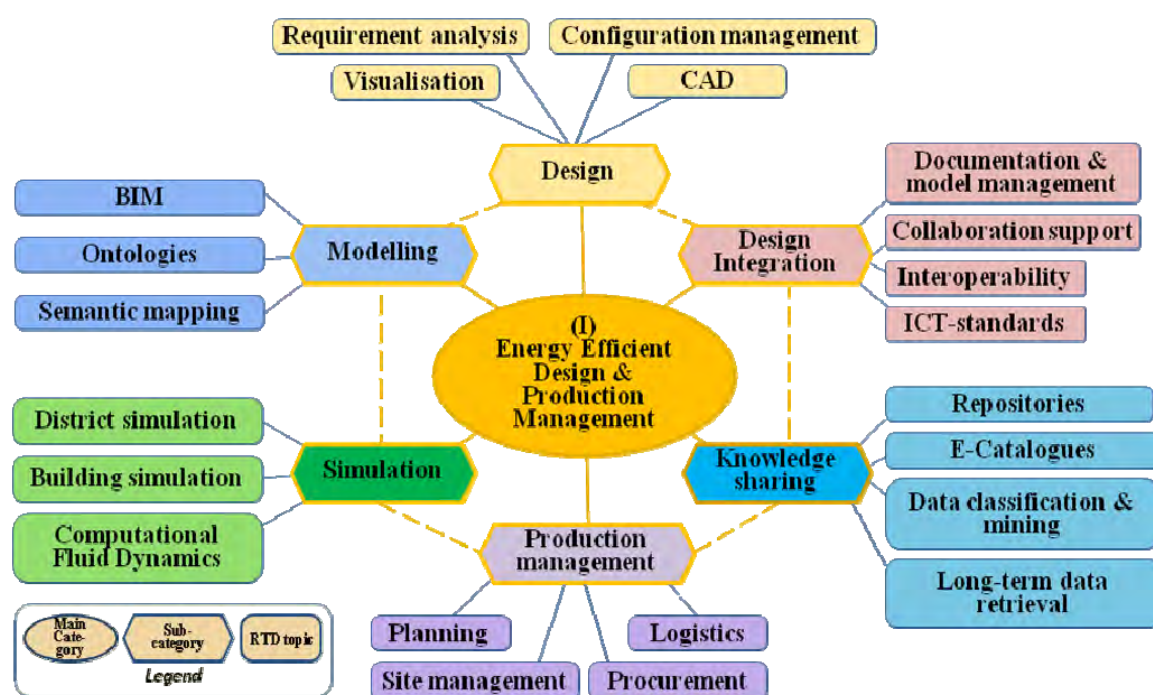 Requirement analysis
Configuration management
Visualisation
CAD
Design
Documentation &
model management
BIM
Collaboration support
Ontologies
Modelling
Design
Integration
Interoperability
Semantic mapping
ICT-standards
(I)
Energy Efficient
Design &
Production
Management
District simulation
Repositories
E-Catalogues
Building simulation
Simulation
Knowledge
sharing
Data classification &
mining
Computational
Fluid Dynamics
Production
management
Long-term data
retrieval
Planning
Logistics
Site management
Procurement
Main
Cate-
gory
Sub-
category
RTD topic
Legend